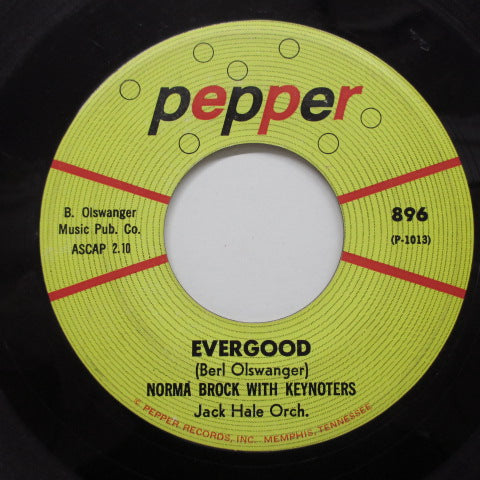 pepper
B. Olswanger
Music Pub. Co.
ASCAP 2.10
896
(P-1013)
EVERGOOD
(Berl Olswanger)
NORMA BROCK WITH KEYNOTERS
Jack Hale Orch.
© PEPPER RECORDS, INC. MEMPHIS, TENNESSEE